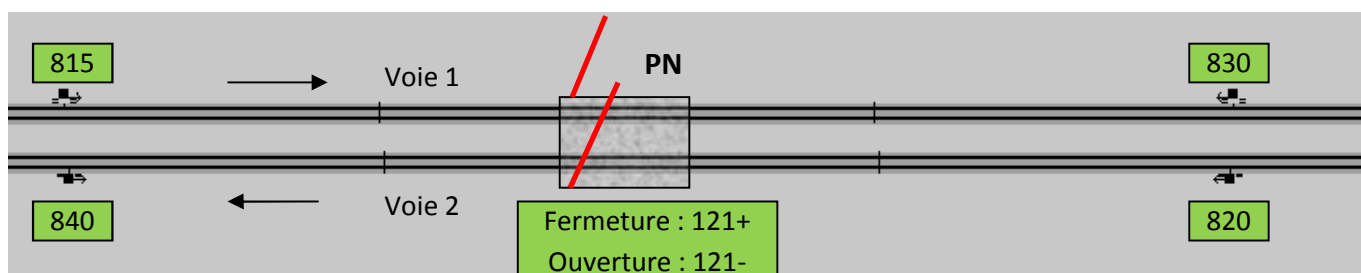 815
Voie 1
PN
830
840
Voie 2
Fermeture : 121+
Ouverture : 121-
820